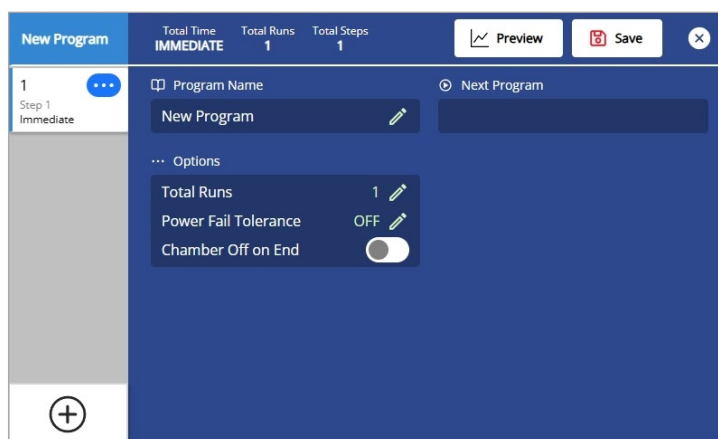 New Program
Total Time
IMMEDIATE
Total Runs
1
Total Steps
1
Preview
Save
1
Step 1
Immediate
Program Name
New Program
Next Program
Options
Total Runs 1
Power Fail Tolerance OFF
Chamber Off on End